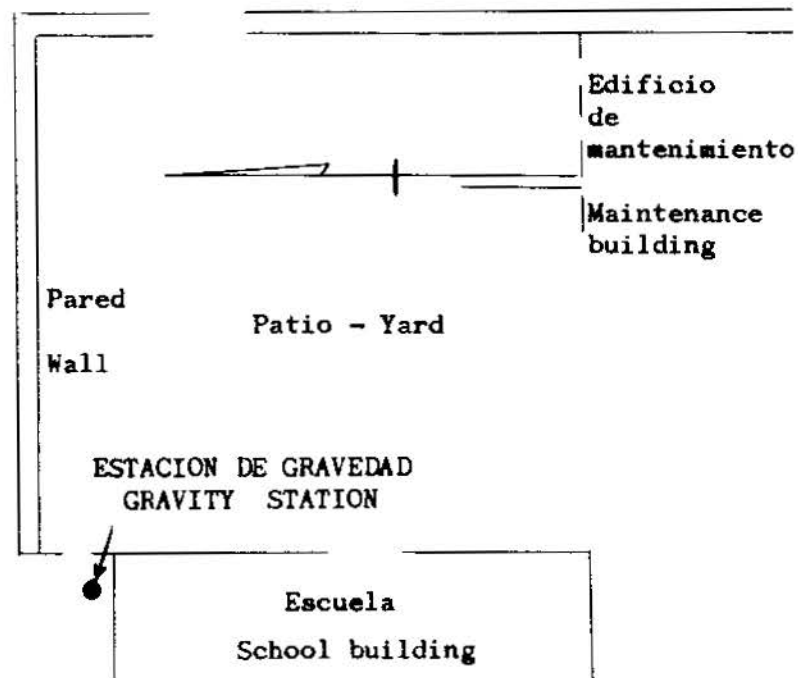 Edificio
de
mantenimiento
Maintenance
building
Pared
Wall
Patio - Yard
ESTACION DE GRAVEDAD
GRAVITY STATION
Escuela
School building